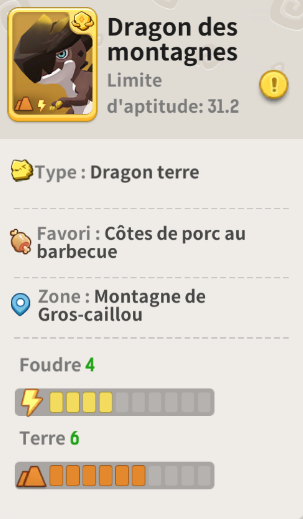 Dragon des
montagnes
Limite
d'aptitude: 31.2
Type : Dragon terre
Favori : Côtes de porc au
barbecue
Zone : Montagne de
Gros-caillou
Foudre 4
Terre 6